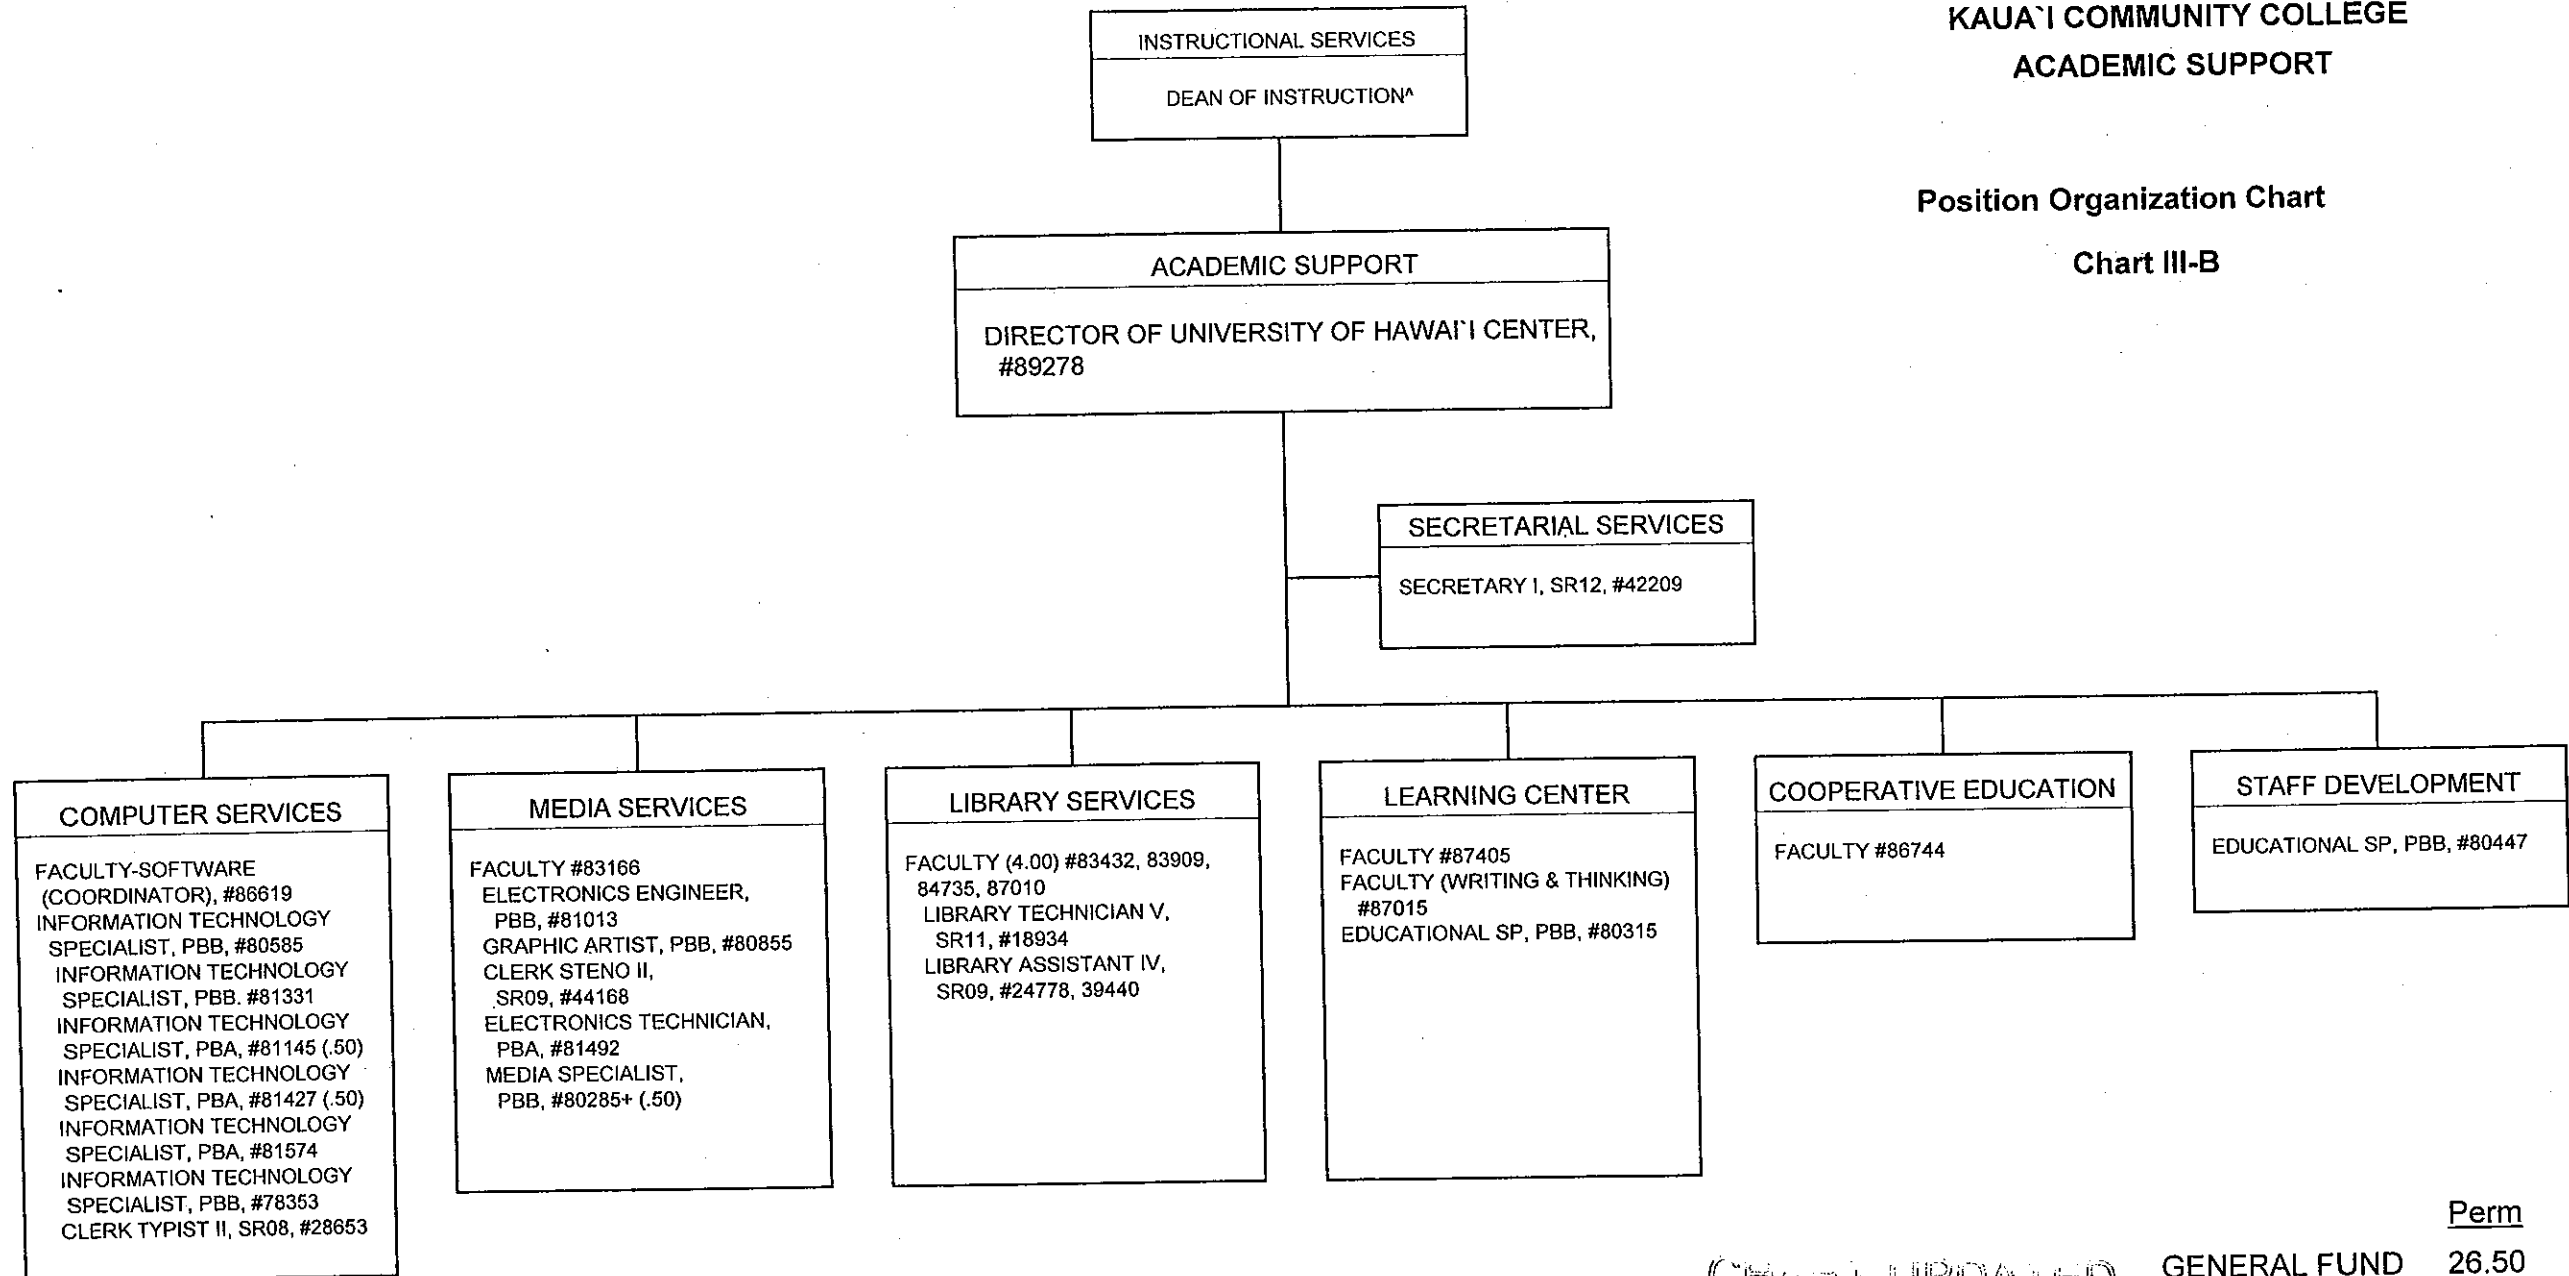 KAUA`I COMMUNITY COLLEGE
ACADEMIC SUPPORT
Position Organization Chart
Chart III-B
INSTRUCTIONAL SERVICES
DEAN OF INSTRUCTION^
ACADEMIC SUPPORT
DIRECTOR OF UNIVERSITY OF HAWAI`I CENTER,
#89278
SECRETARIAL SERVICES
SECRETARY I, SR12, #42209
COMPUTER SERVICES
FACULTY-SOFTWARE
(COORDINATOR), #86619
INFORMATION TECHNOLOGY
SPECIALIST, PBB, #80585
INFORMATION TECHNOLOGY
SPECIALIST, PBB. #81331
INFORMATION TECHNOLOGY
SPECIALIST, PBA, #81145 (.50)
INFORMATION TECHNOLOGY
SPECIALIST, PBA, #81427 (.50)
INFORMATION TECHNOLOGY
SPECIALIST, PBA, #81574
INFORMATION TECHNOLOGY
SPECIALIST, PBB, #78353
CLERK TYPIST II, SR08, #28653
MEDIA SERVICES
FACULTY #83166
ELECTRONICS ENGINEER,
PBB, #81013
GRAPHIC ARTIST, PBB, #80855
CLERK STENO II,
SR09, #44168
ELECTRONICS TECHNICIAN,
PBA, #81492
MEDIA SPECIALIST,
PBB, #80285+ (.50)
LIBRARY SERVICES
FACULTY (4.00) #83432, 83909,
84735, 87010
LIBRARY TECHNICIAN V,
SR11, #18934
LIBRARY ASSISTANT IV,
SR09, #24778, 39440
LEARNING CENTER
FACULTY #87405
FACULTY (WRITING & THINKING)
#87015
EDUCATIONAL SP, PBB, #80315
COOPERATIVE EDUCATION
FACULTY #86744
STAFF DEVELOPMENT
EDUCATIONAL SP, PBB, #80447
Perm
GENERAL FUND 26.50